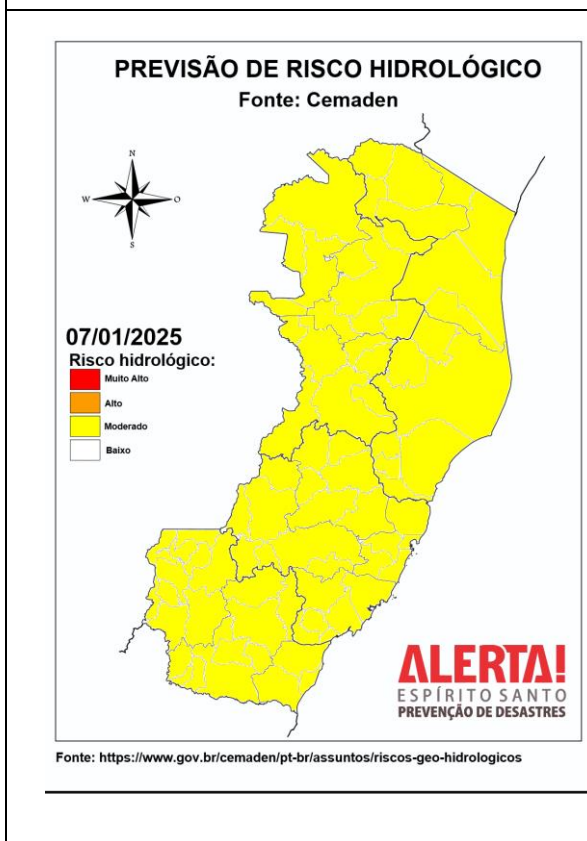 PREVISÃO DE RISCO HIDROLÓGICO
Fonte: Cemaden
N
W
O
S
07/01/2025
Risco hidrológico:
Muito Alto
Alto
Moderado
Baixo
ALERTA!
ESPÍRITO SANTO
PREVENÇÃO DE DESASTRES
Fonte: https://www.gov.br/cemaden/pt-br/assuntos/riscos-geo-hidrologicos